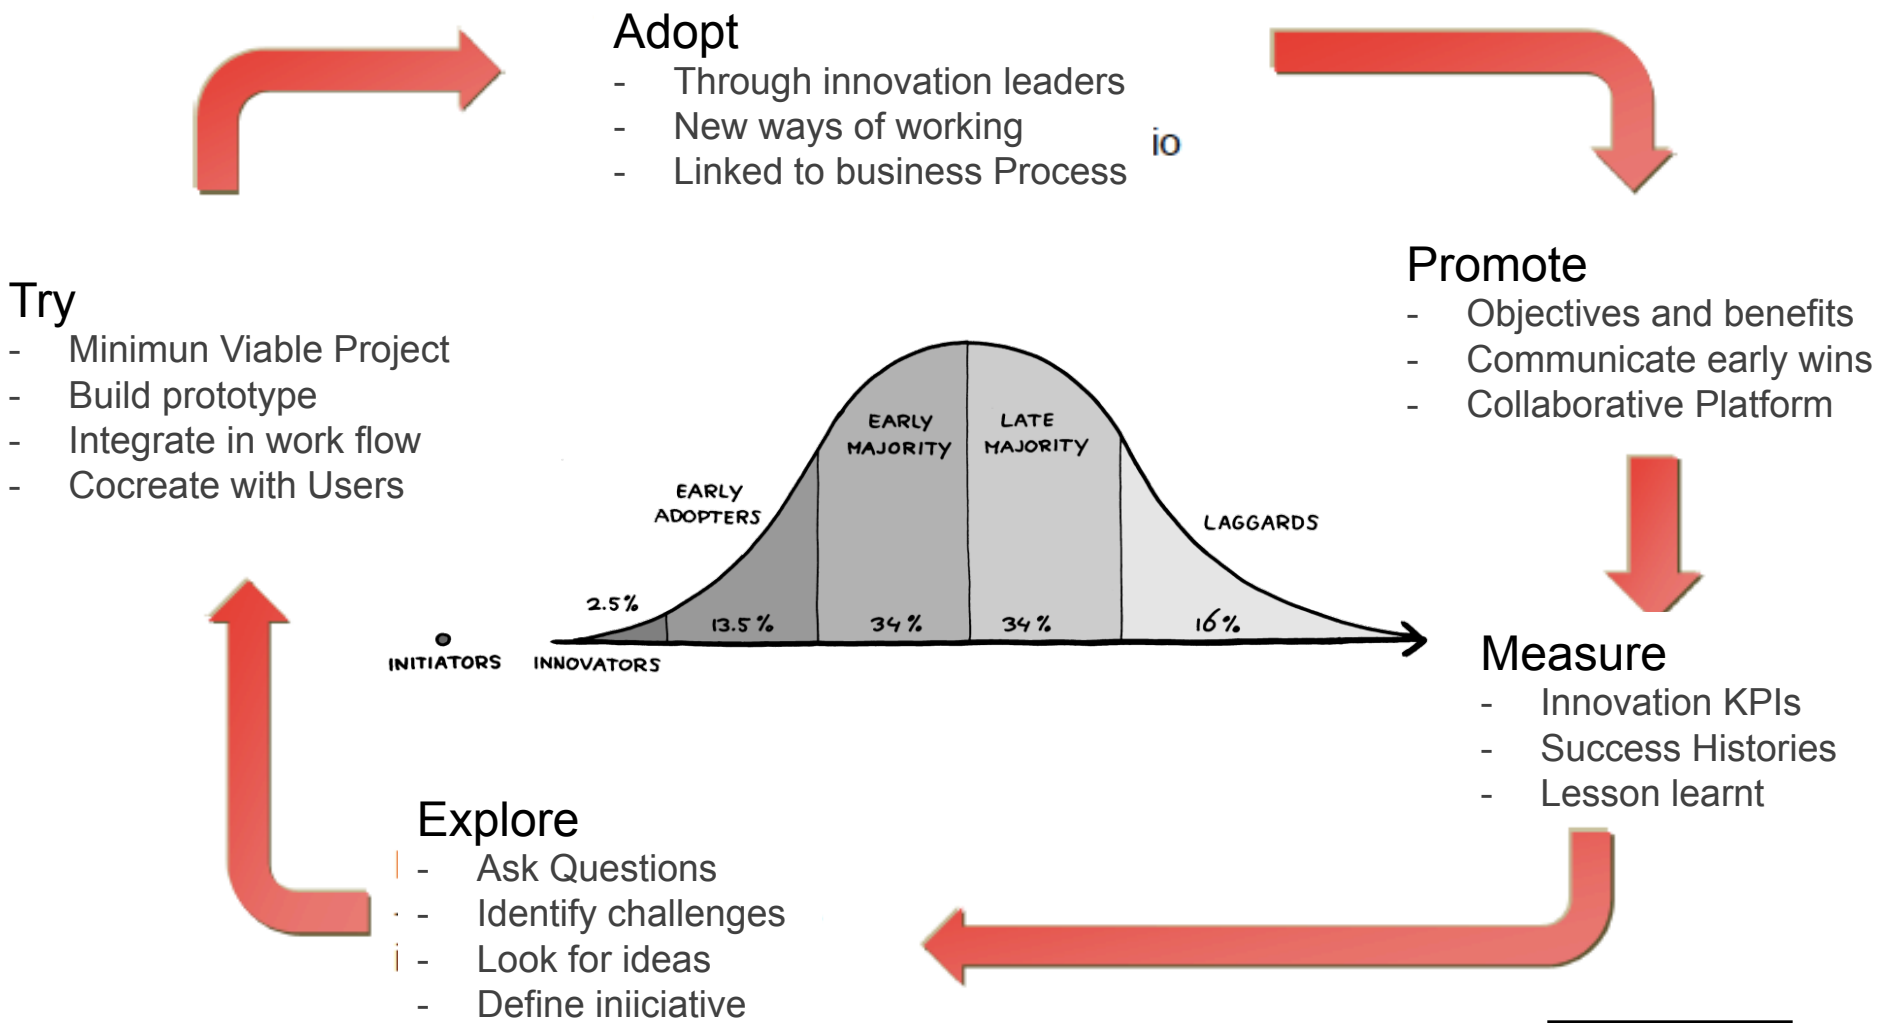 Adopt
- Through innovation leaders
- New ways of working
- Linked to business Process
io
Promote
- Objectives and benefits
- Communicate early wins
- Collaborative Platform
Try
- Minimun Viable Project
- Build prototype
- Integrate in work flow
- Cocreate with Users
EARLY
MAJORITY
LATE
MAJORITY
EARLY
ADOPTERS
LAGGARDS
2.5%
13.5%
34%
34%
16%
INITIATORS
INNOVATORS
Measure
- Innovation KPIs
- Success Histories
- Lesson learnt
Explore
- Ask Questions
- Identify challenges
- Look for ideas
- Define iniiciative